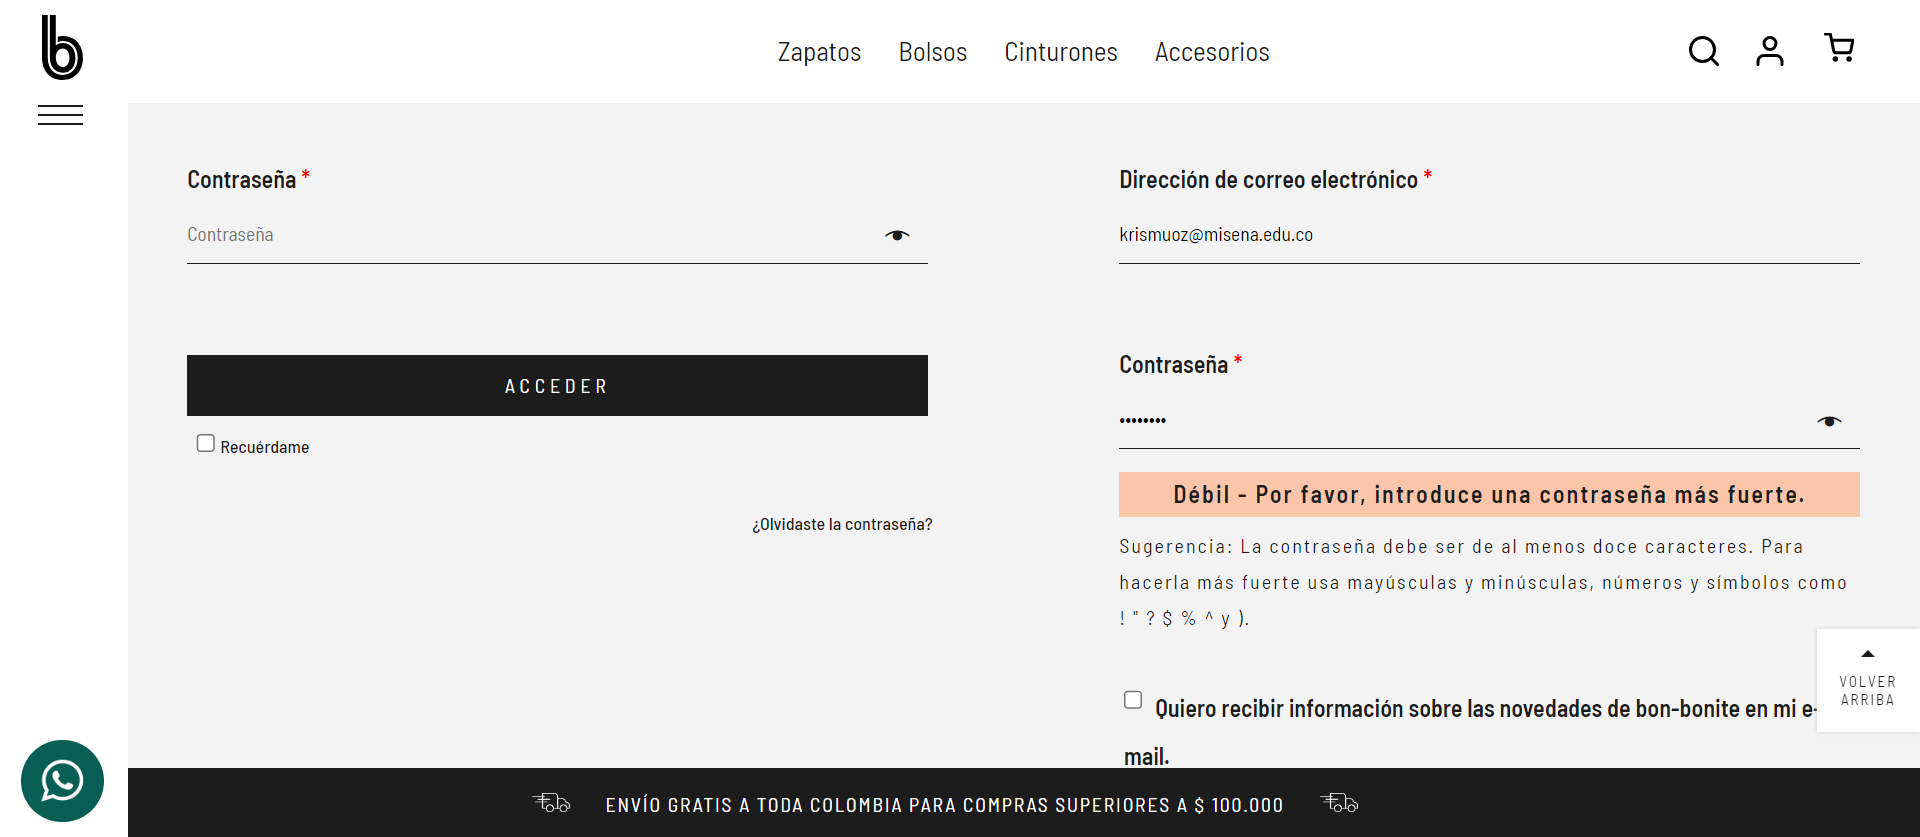 b
Zapatos Bolsos Cinturones Accesorios
Contraseña *
Contraseña
ACCEDER
Recuérdame
¿Olvidaste la contraseña?
Dirección de correo electrónico *
krismuoz@misena.edu.co
Contraseña *
••••••••
Débil - Por favor, introduce una contraseña más fuerte.
Sugerencia: La contraseña debe ser de al menos doce caracteres. Para
hacerla más fuerte usa mayúsculas y minúsculas, números y símbolos como
! " ? $ % ^ y ).
Quiero recibir información sobre las novedades de bon-bonite en mi e-
mail.
VOLVER
ARRIBA
ENVÍO GRATIS A TODA COLOMBIA PARA COMPRAS SUPERIORES A $ 100.000